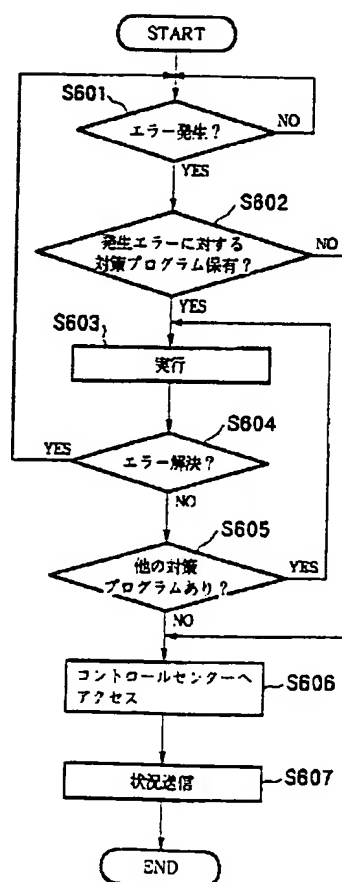 START
S601
エラー発生?
NO
YES
S602
発生エラーに対する
対策プログラム保有?
NO
YES
S603
実行
S604
YES
エラー解決?
NO
S605
他の対策
プログラムあり?
YES
NO
コントロールセンターへ
アクセス
S606
状況送信
S607
END